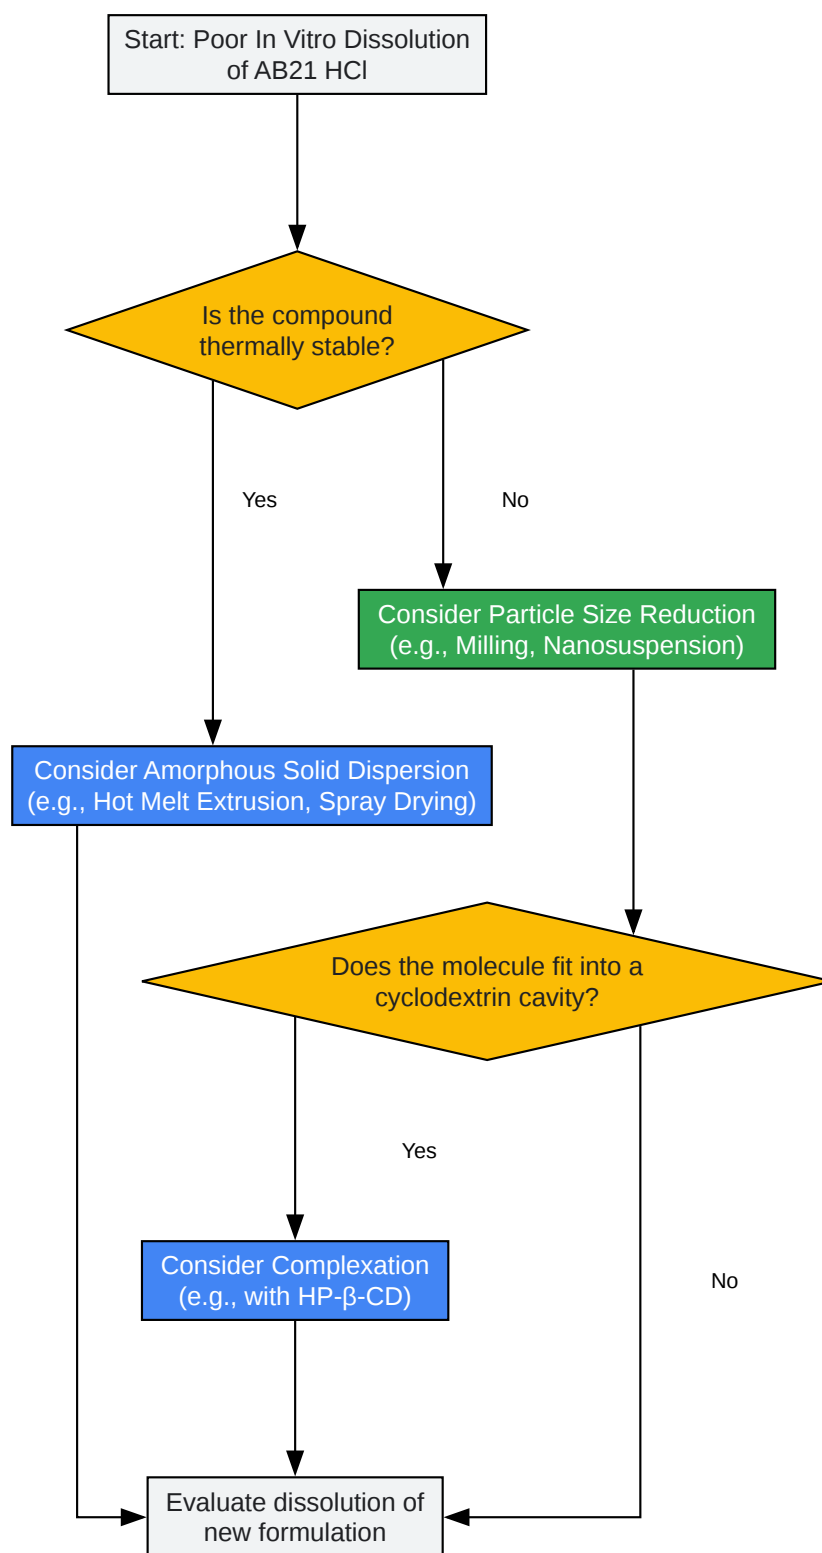 Start: Poor In Vitro Dissolution
of AB21 HCl
Is the compound
thermally stable?
Yes
No
Consider Particle Size Reduction
(e.g., Milling, Nanosuspension)
Consider Amorphous Solid Dispersion
(e.g., Hot Melt Extrusion, Spray Drying)
Does the molecule fit into a
cyclodextrin cavity?
Yes
Consider Complexation
(e.g., with HP-β-CD)
No
Evaluate dissolution of
new formulation